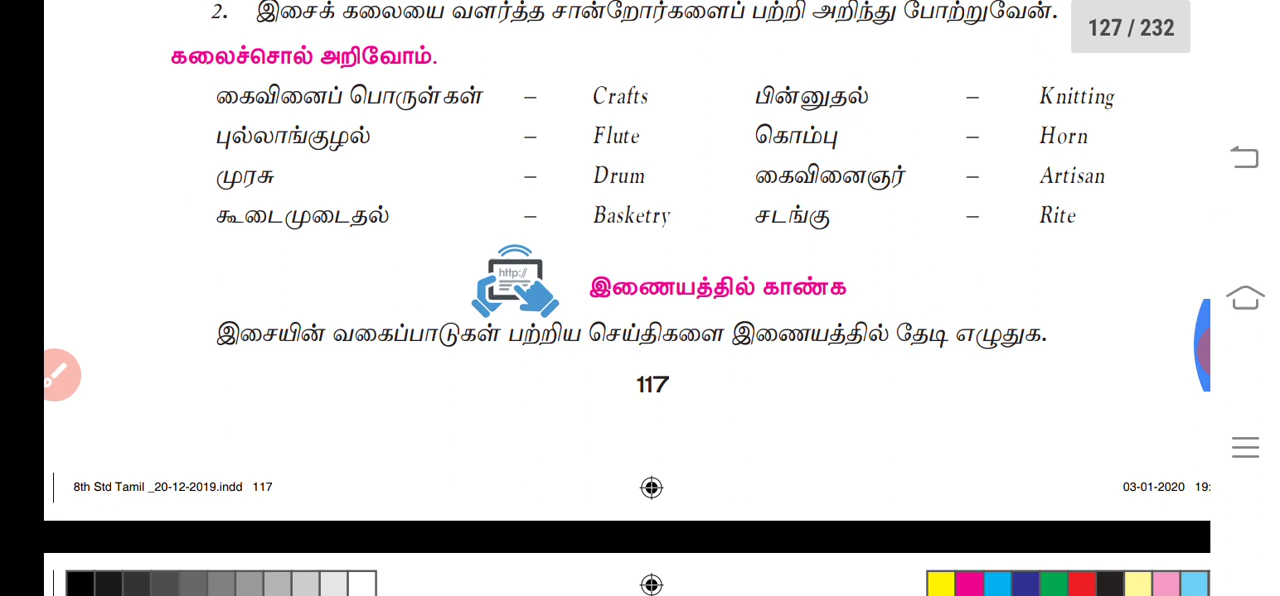 2. இசைக் கலையை வளர்த்த சான்றோர்களைப் பற்றி அறிந்து போற்றுவேன்.
127 / 232
கலைச்சொல் அறிவோம்.
கைவினைப் பொருள்கள் – Crafts பின்னுதல் – Knitting
புல்லாங்குழல் – Flute கொம்பு – Horn
முரசு – Drum கைவினைஞர் – Artisan
கூடைமுடைதல் – Basketry சடங்கு – Rite
http://
இணையத்தில் காண்க
இசையின் வகைப்பாடுகள் பற்றிய செய்திகளை இணையத்தில் தேடி எழுதுக.
117
8th Std Tamil _20-12-2019.indd 117 03-01-2020 19: